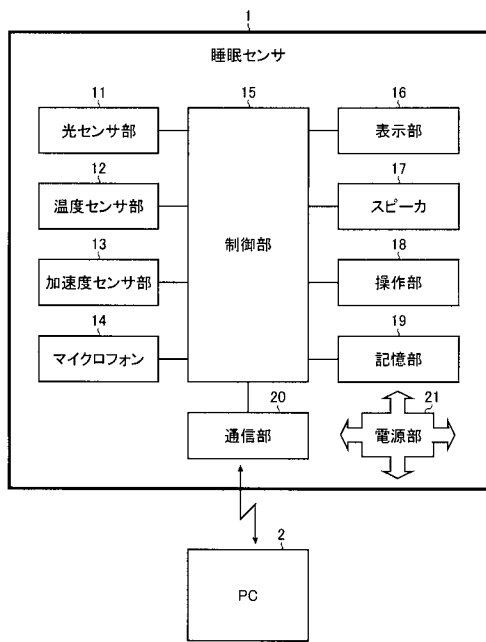 1
睡眠センサ
11
光センサ部
12
温度センサ部
13
加速度センサ部
14
マイクロフォン
15
制御部
16
表示部
17
スピーカ
18
操作部
19
記憶部
20
通信部
21
電源部
2
PC